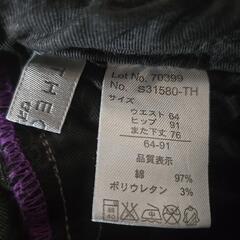 Lot No. 70399
No. S31580-TH
サイズ
ウエスト 64
ヒップ 91
また下丈 76
64-91
品質表示
綿 97%
ポリウレタン 3%